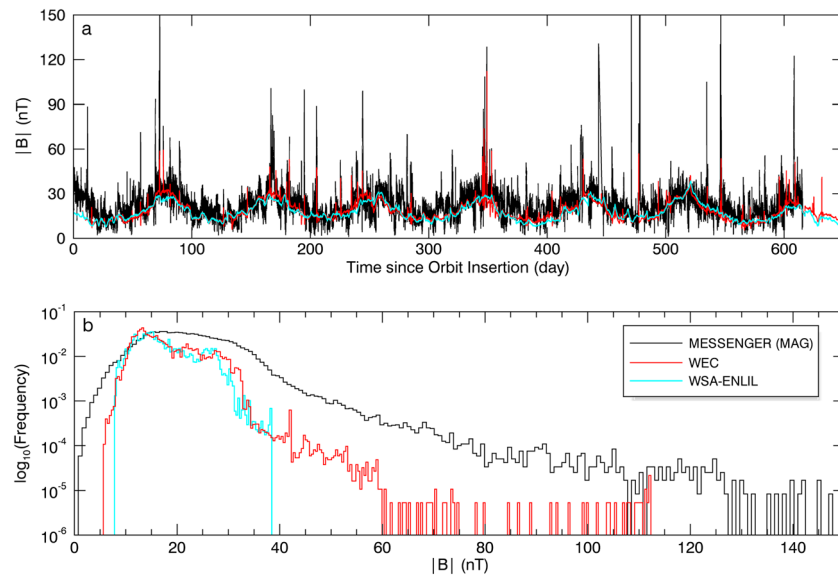 a
150
120
90
60
30
0
|B| (nT)
0 100 200 300 400 500 600
Time since Orbit Insertion (day)
b
10-1
10-2
10-3
10-4
10-5
10-6
log10(Frequency)
MESSENGER (MAG)
WEC
WSA-ENLIL
0 20 40 60 80 100 120 140
|B| (nT)